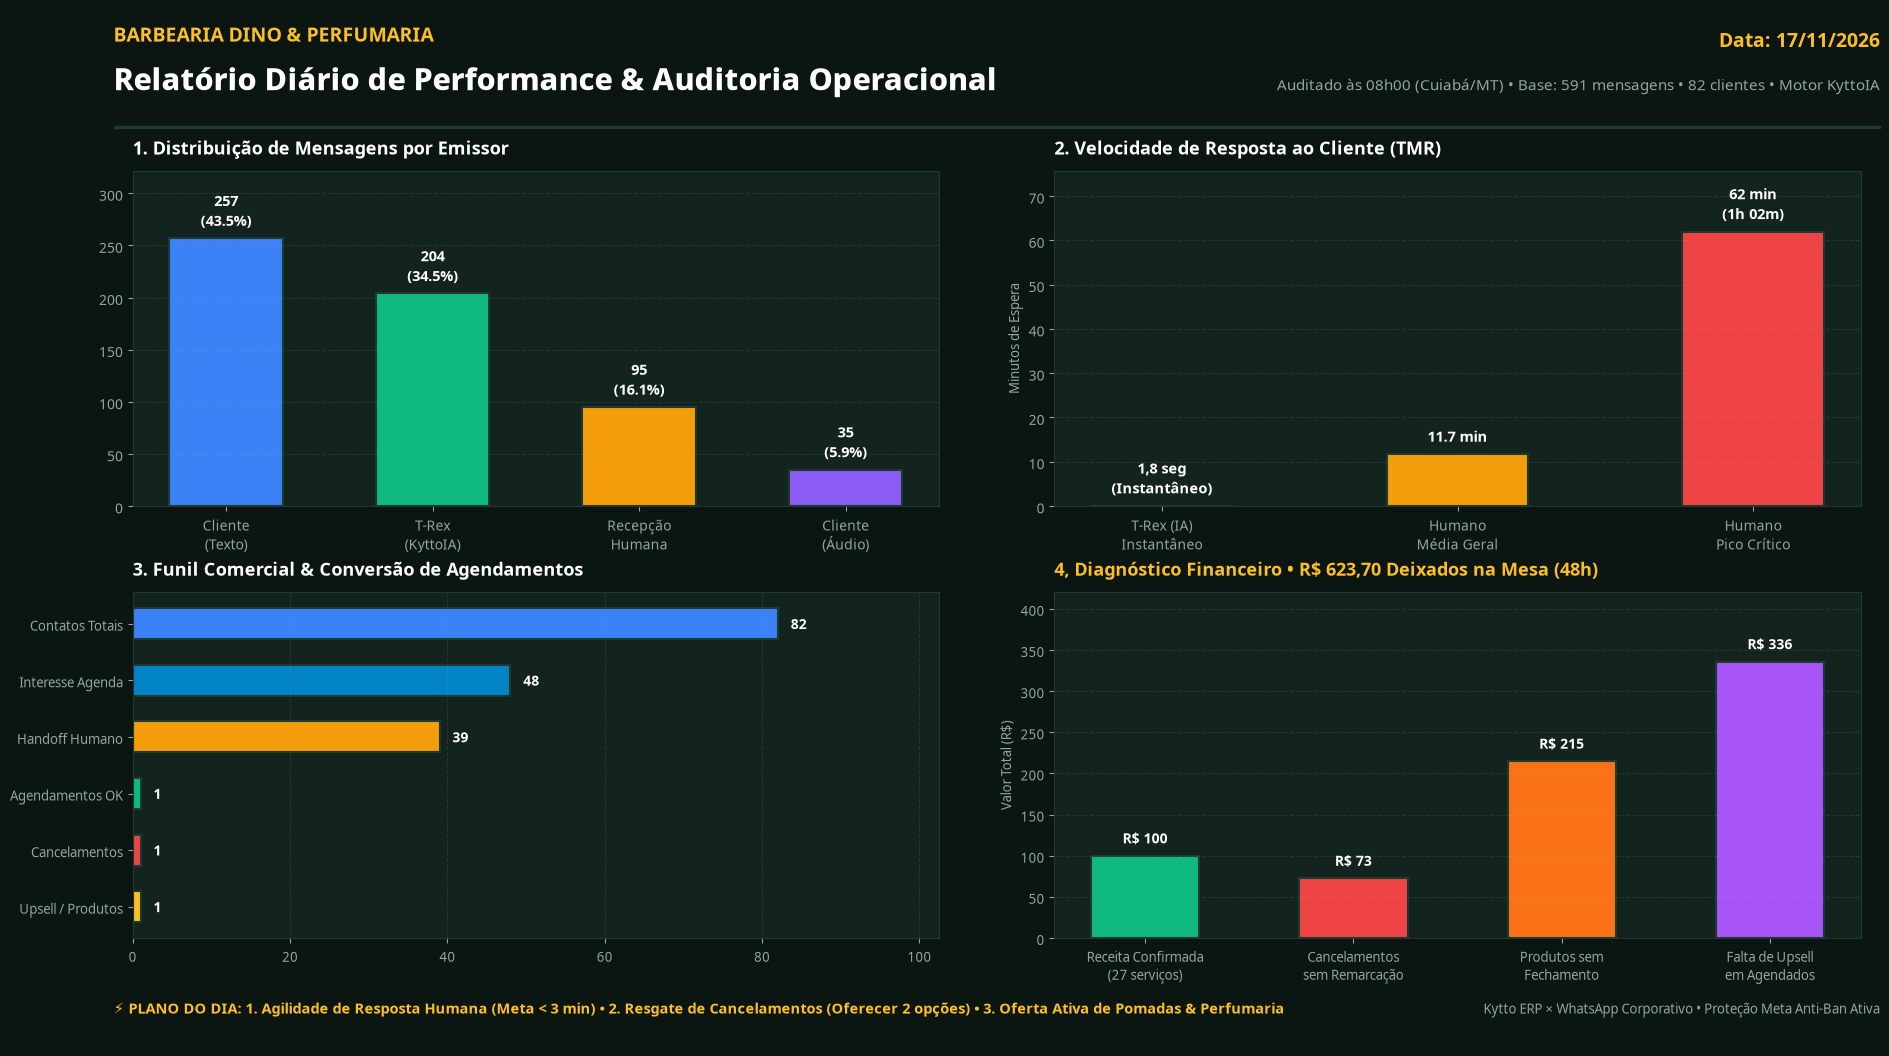 BARBEARIA DINO & PERFUMARIA
Data: 17/11/2026
Relatório Diário de Performance & Auditoria Operacional
Auditado às 08h00 (Cuiabá/MT) • Base: 591 mensagens • 82 clientes • Motor KyttoIA
1. Distribuição de Mensagens por Emissor
300
250
200
150
100
50
0
257
(43.5%)
204
(34.5%)
95
(16.1%)
35
(5.9%)
Cliente
(Texto)
T-Rex
(KyttoIA)
Recepção
Humana
Cliente
(Áudio)
2. Velocidade de Resposta ao Cliente (TMR)
Minutos de Espera
70
60
50
40
30
20
10
0
1,8 seg
(Instantâneo)
11.7 min
62 min
(1h 02m)
T-Rex (IA)
Instantâneo
Humano
Média Geral
Humano
Pico Crítico
3. Funil Comercial & Conversão de Agendamentos
Contatos Totais
82
Interesse Agenda
48
Handoff Humano
39
Agendamentos OK
1
Cancelamentos
1
Upsell / Produtos
1
0
20
40
60
80
100
4, Diagnóstico Financeiro • R$ 623,70 Deixados na Mesa (48h)
Valor Total (R$)
400
350
300
250
200
150
100
50
0
R$ 100
R$ 73
R$ 215
R$ 336
Receita Confirmada
(27 serviços)
Cancelamentos
sem Remarcação
Produtos sem
Fechamento
Falta de Upsell
em Agendados
⚡ PLANO DO DIA: 1. Agilidade de Resposta Humana (Meta < 3 min) • 2. Resgate de Cancelamentos (Oferecer 2 opções) • 3. Oferta Ativa de Pomadas & Perfumaria
Kytto ERP × WhatsApp Corporativo • Proteção Meta Anti-Ban Ativa